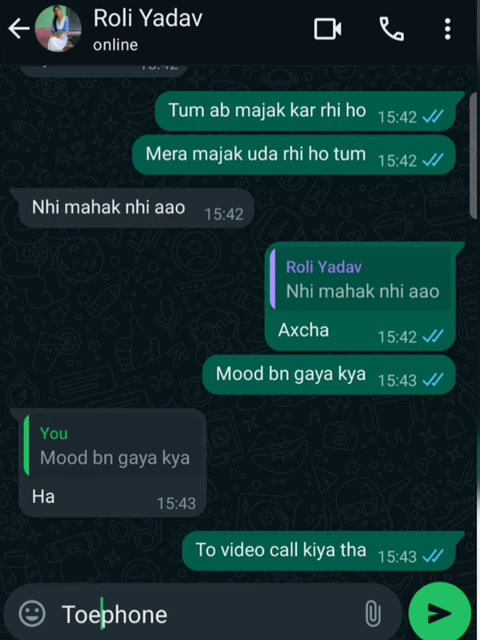 Roli Yadav
online
15:42
Tum ab majak kar rhi ho 15:42
Mera majak uda rhi ho tum 15:42
Nhi mahak nhi aao 15:42
Roli Yadav
Nhi mahak nhi aao
Axcha 15:42
Mood bn gaya kya 15:43
You
Mood bn gaya kya
Ha 15:43
To video call kiya tha 15:43
Toephone